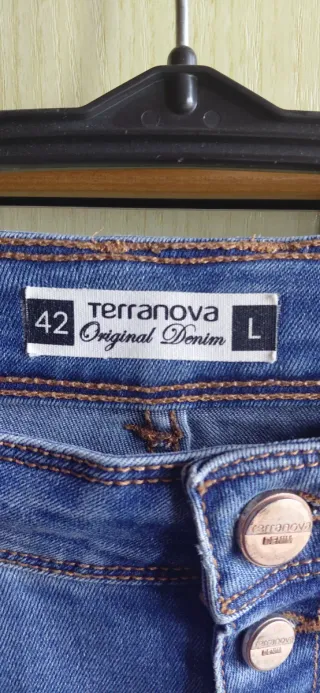 42
Terranova
Original Denim
L
TERRANOVA
DENIM
TERRANOVA
DENIM